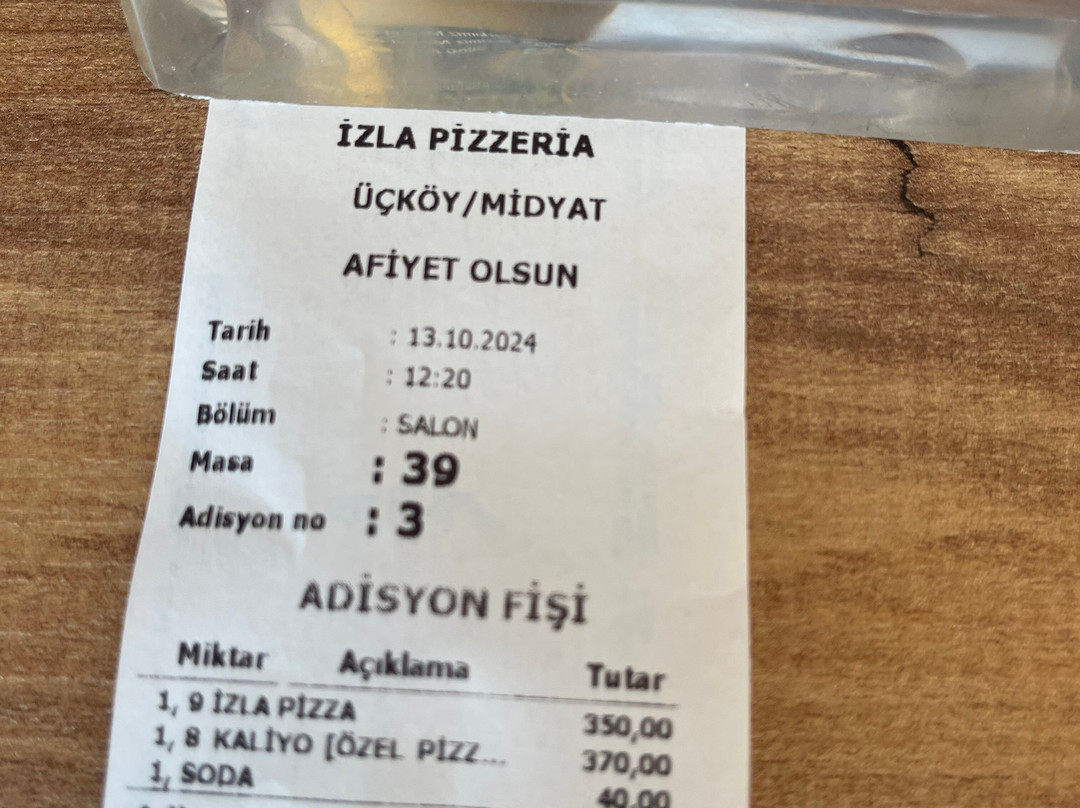 İZLA PİZZERİA
ÜÇKÖY/MİDYAT
AFİYET OLSUN
Tarih : 13.10.2024
Saat : 12:20
Bölüm : SALON
Masa : 39
Adisyon no : 3
ADİSYON FİŞİ
Miktar Açıklama Tutar
1, 9 İZLA PİZZA 350,00
1, 8 KALİYO [ÖZEL PİZZ... 370,00
1, SODA 40,00